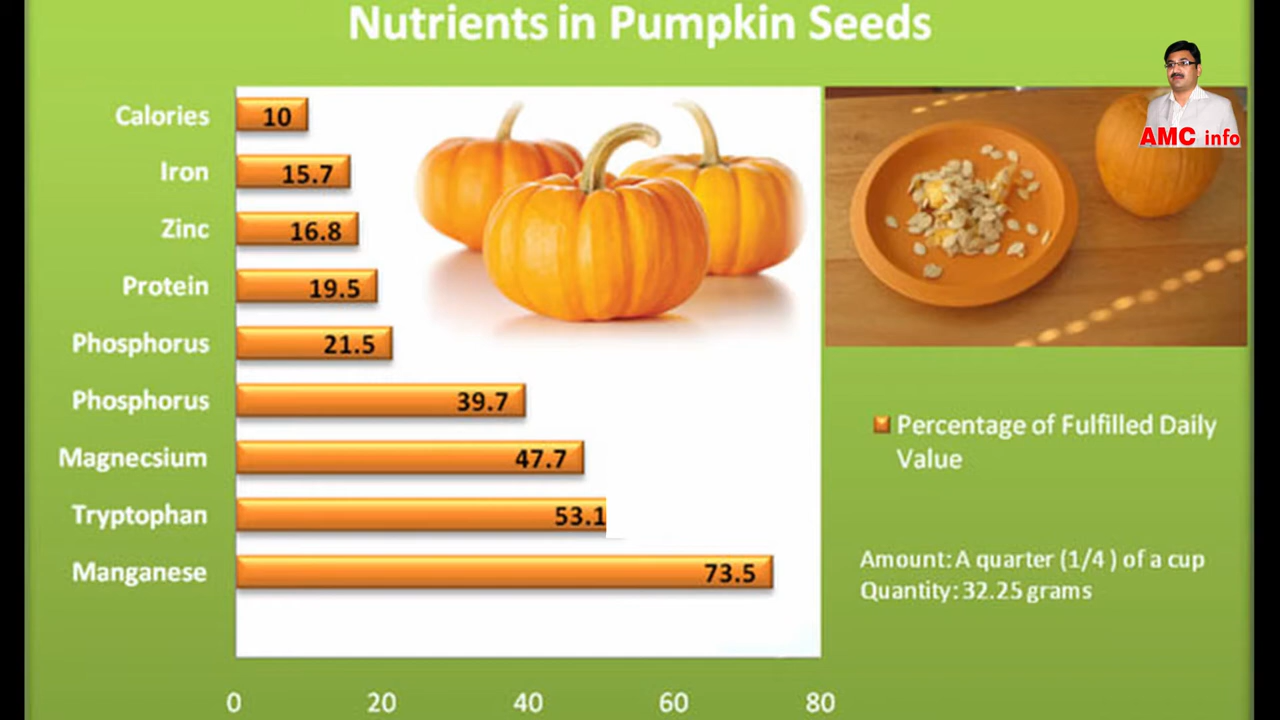 Nutrients in Pumpkin Seeds
AMC info
Calories 10
Iron 15.7
Zinc 16.8
Protein 19.5
Phosphorus 21.5
Phosphorus 39.7
Magnecsium 47.7
Tryptophan 53.1
Manganese 73.5
0 20 40 60 80
Percentage of Fulfilled Daily
Value
Amount: A quarter (1/4 ) of a cup
Quantity: 32.25 grams